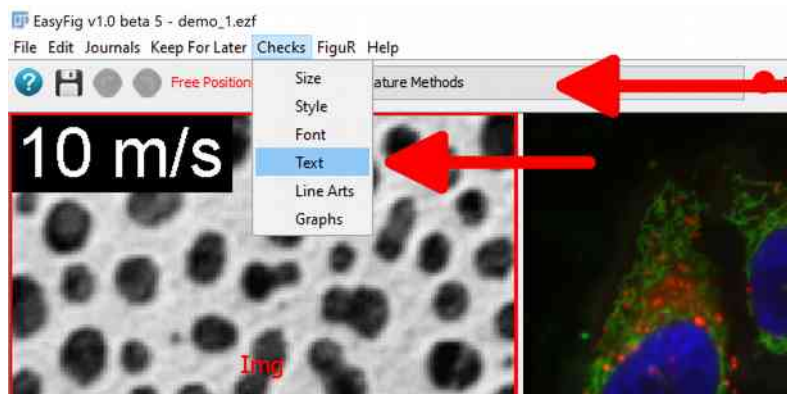 EasyFig v1.0 beta 5 - demo_1.ezf
File Edit Journals Keep For Later Checks FiguR Help
Free Position ature Methods
Size
Style
Font
Text
Line Arts
Graphs
10 m/s
Img